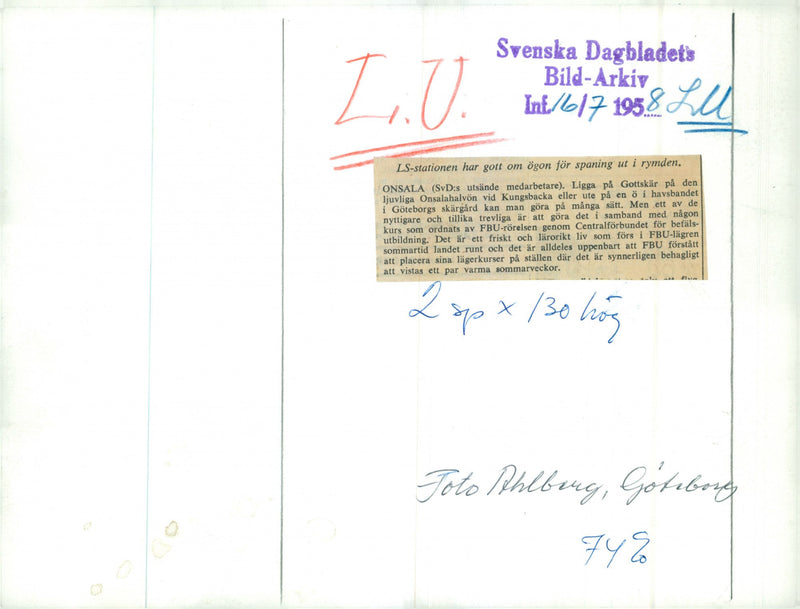 L.V.
Svenska Dagbladets
Bild-Arkiv
Inf. 16/7 1958 LU
LS-stationen har gott om ögon för spaning ut i rymden.
ONSALA (SvD:s utsände medarbetare). Ligga på Gottskär på den
ljuvliga Onsalahalvön vid Kungsbacka eller ute på en ö i havsbandet
i Göteborgs skärgård kan man göra på många sätt. Men ett av de
nyttigare och tillika trevliga är att göra det i samband med någon
kurs som ordnats av FBU-rörelsen genom Centralförbundet för befäls-
utbildning. Det är ett friskt och lärorikt liv som förs i FBU-lägren
sommartid landet runt och det är alldeles uppenbart att FBU förstått
att placera sina lägerkurser på ställen där det är synnerligen behagligt
att vistas ett par varma sommarveckor.
2 sp x 130 hög
Foto Ahlberg, Göteborg